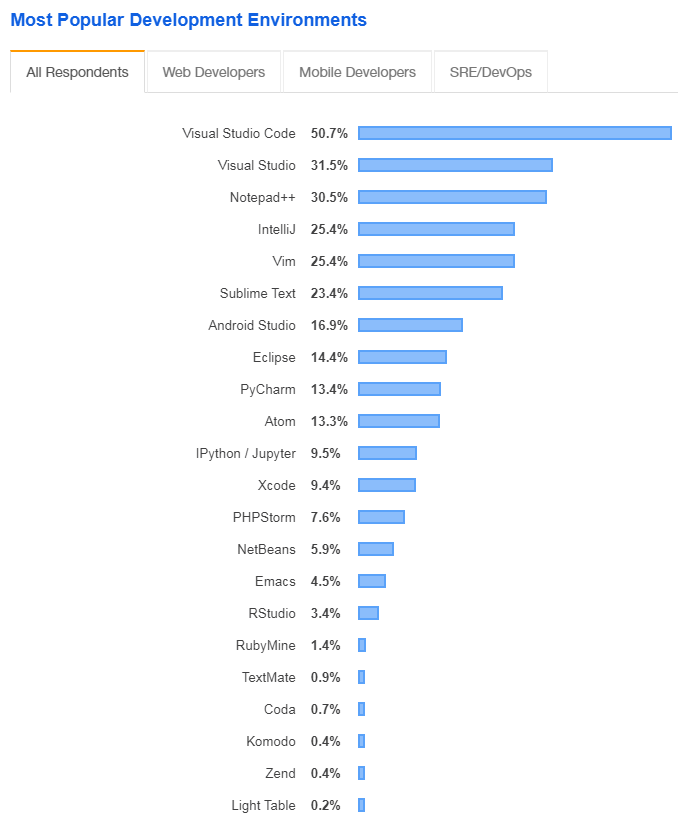 Most Popular Development Environments
All Respondents Web Developers Mobile Developers SRE/DevOps
Visual Studio Code 50.7%
Visual Studio 31.5%
Notepad++ 30.5%
IntelliJ 25.4%
Vim 25.4%
Sublime Text 23.4%
Android Studio 16.9%
Eclipse 14.4%
PyCharm 13.4%
Atom 13.3%
IPython / Jupyter 9.5%
Xcode 9.4%
PHPStorm 7.6%
NetBeans 5.9%
Emacs 4.5%
RStudio 3.4%
RubyMine 1.4%
TextMate 0.9%
Coda 0.7%
Komodo 0.4%
Zend 0.4%
Light Table 0.2%